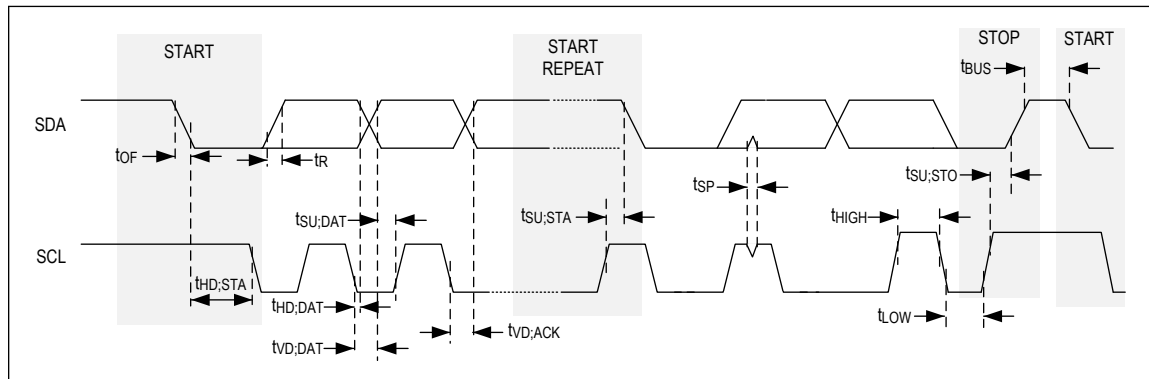 START
START
REPEAT
STOP
START
tBUS
SDA
tOF
tR
tSP
tSU;STO
tSU;DAT
tSU;STA
tHIGH
SCL
tHD;STA
tHD;DAT
tVD;ACK
tLOW
tVD;DAT